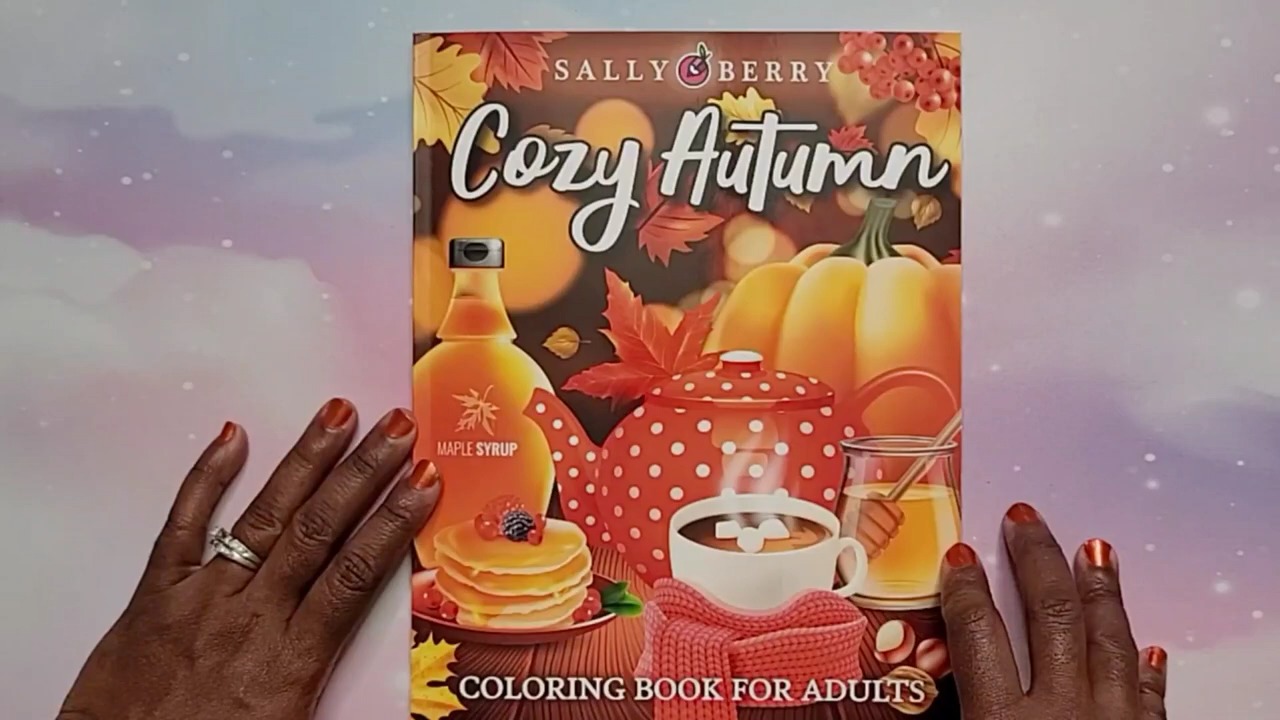 SALLY BERRY
Cozy Autumn
MAPLE SYRUP
COLORING BOOK FOR ADULTS